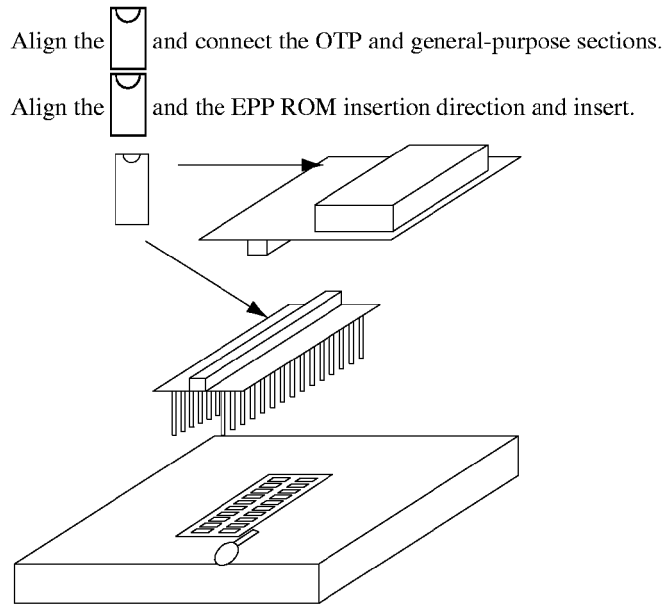 Align the and connect the OTP and general-purpose sections.
Align the and the EPP ROM insertion direction and insert.